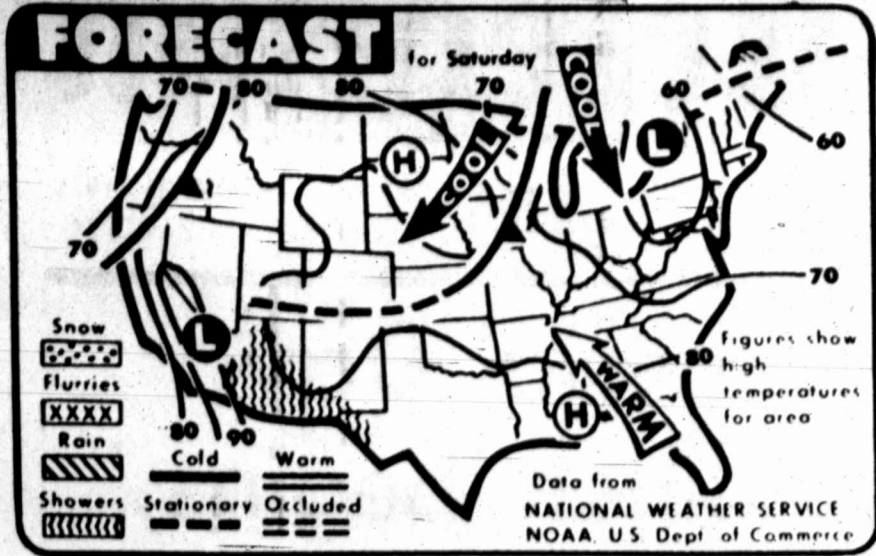 FORECAST for Saturday
70 80 80 70 60
COOL
COOL
H
L
60
70
70
L
80
80 90
H
WARM
Figures show
high
temperatures
for area
Snow
Flurries
XXXX
Rain
Showers
Cold Warm
Stationary Occluded
Data from
NATIONAL WEATHER SERVICE
NOAA, U.S. Dept of Commerce